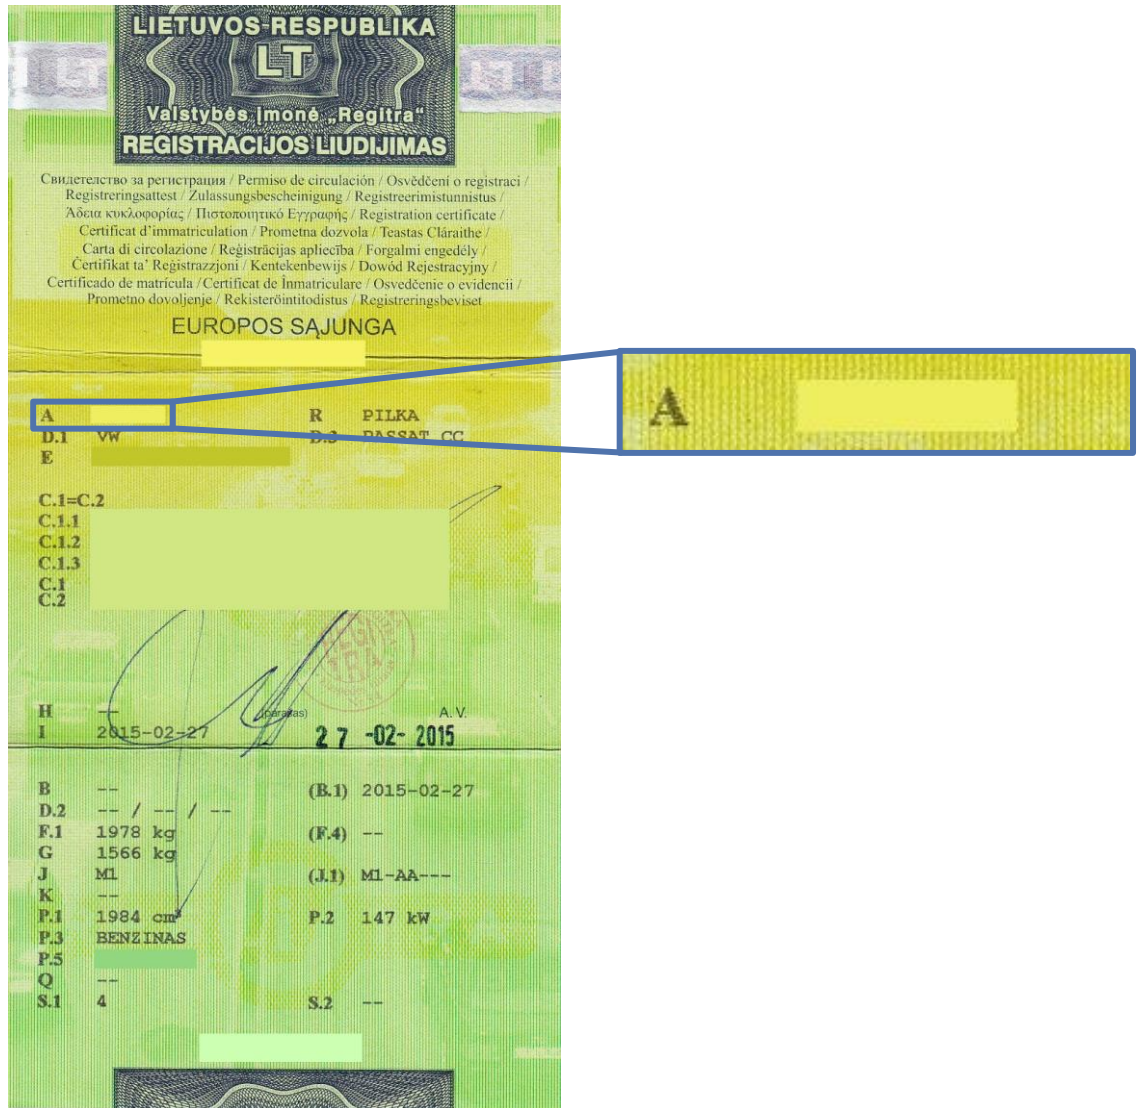 LIETUVOS RESPUBLIKA
LT
Valstybės įmonė „Regitra“
REGISTRACIJOS LIUDIJIMAS
Свидетелство за регистрация / Permiso de circulación / Osvědčení o registraci /
Registreringsattest / Zulassungsbescheinigung / Registreerimistunnistus /
Άδεια κυκλοφορίας / Πιστοποιητικό Εγγραφής / Registration certificate /
Certificat d’immatriculation / Prometna dozvola / Teastas Cláraithe /
Carta di circolazione / Reģistrācijas apliecība / Forgalmi engedély /
Ċertifikat ta’ Reġistrazzjoni / Kentekenbewijs / Dowód Rejestracyjny /
Certificado de matrícula / Certificat de Înmatriculare / Osvedčenie o evidencii /
Prometno dovoljenje / Rekisteröintitodistus / Registreringsbeviset
EUROPOS SĄJUNGA
A R PILKA
A
D.1 VW D.3 PASSAT CC
E
C.1=C.2
C.1.1
C.1.2
C.1.3
C.1
C.2
REGITRA
H -- (parašas) A. V.
I 2015-02-27 27 -02- 2015
B -- (B.1) 2015-02-27
D.2 -- / -- / --
F.1 1978 kg (F.4) --
G 1566 kg
J M1 (J.1) M1-AA---
K --
P.1 1984 cm³ P.2 147 kW
P.3 BENZINAS
P.5
Q --
S.1 4 S.2 --